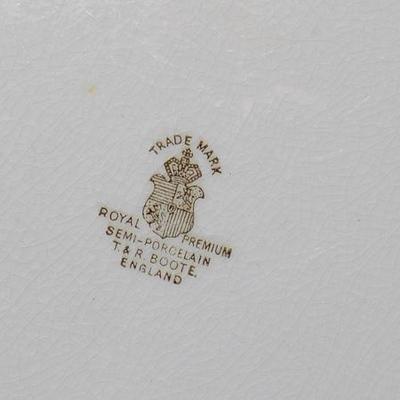 TRADE MARK
ROYAL PREMIUM
SEMI-PORCELAIN
T. & R. BOOTE.
ENGLAND